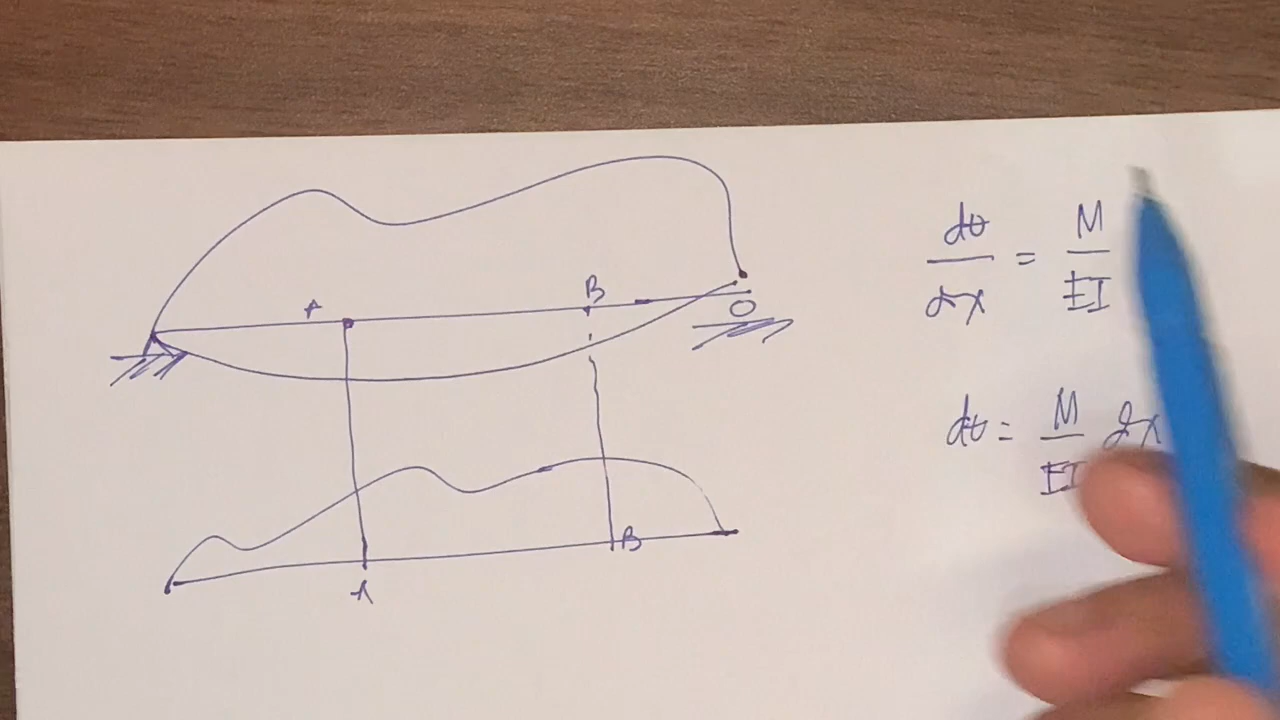 A
B
dθ/dx = M/EI
dθ = M/EI dx
B
A